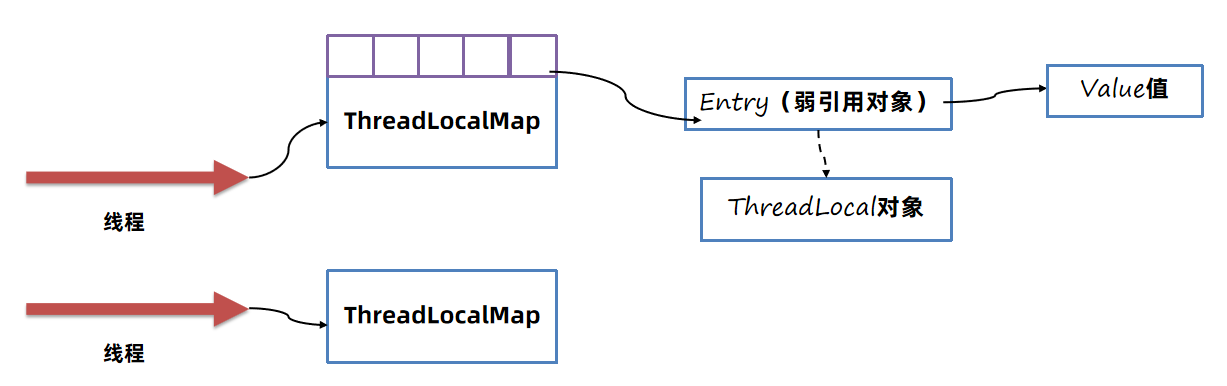 ThreadLocalMap
Entry（弱引用对象）
Value值
ThreadLocal对象
线程
ThreadLocalMap
线程